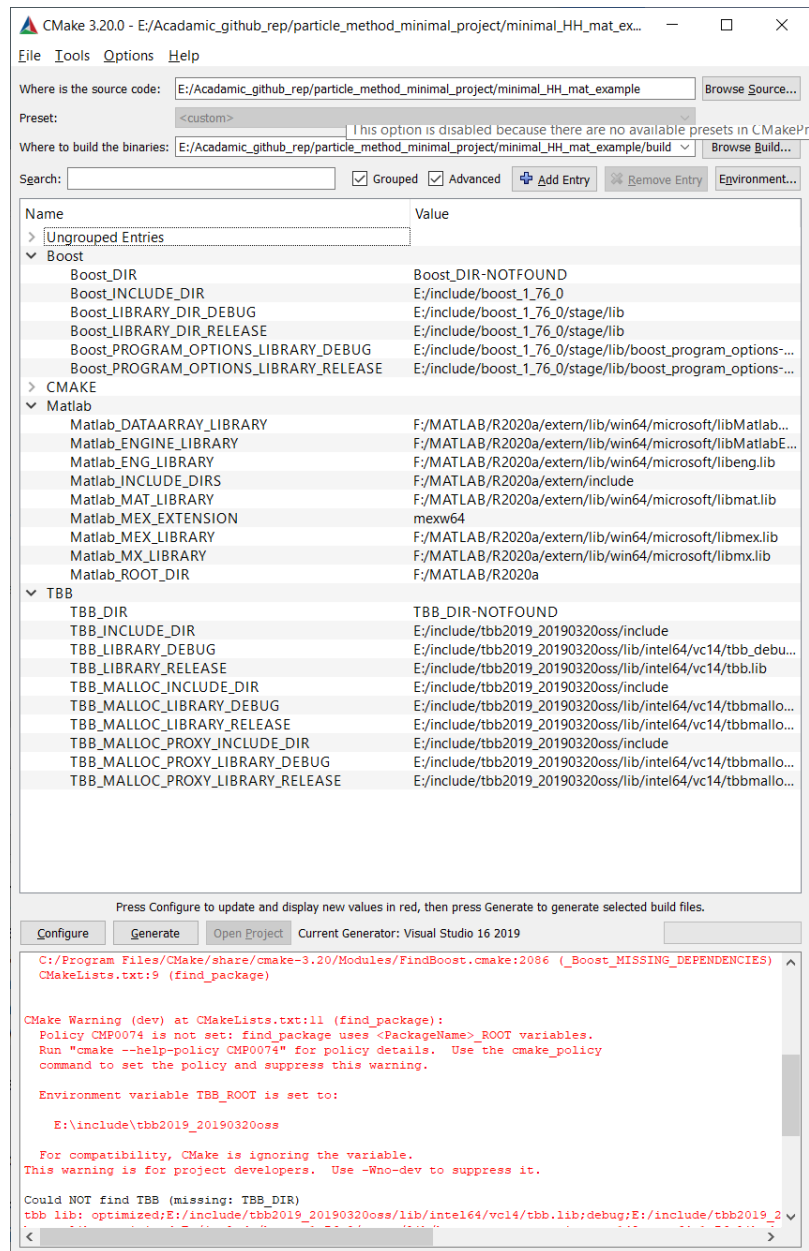 CMake 3.20.0 - E:/Acadamic_github_rep/particle_method_minimal_project/minimal_HH_mat_ex...
File Tools Options Help
Where is the source code: E:/Acadamic_github_rep/particle_method_minimal_project/minimal_HH_mat_example Browse Source...
Preset: <custom>
This option is disabled because there are no available presets in CMakePr
Where to build the binaries: E:/Acadamic_github_rep/particle_method_minimal_project/minimal_HH_mat_example/build Browse Build...
Search: Grouped Advanced Add Entry Remove Entry Environment...
Name Value
Ungrouped Entries
Boost
Boost_DIR Boost_DIR-NOTFOUND
Boost_INCLUDE_DIR E:/include/boost_1_76_0
Boost_LIBRARY_DIR_DEBUG E:/include/boost_1_76_0/stage/lib
Boost_LIBRARY_DIR_RELEASE E:/include/boost_1_76_0/stage/lib
Boost_PROGRAM_OPTIONS_LIBRARY_DEBUG E:/include/boost_1_76_0/stage/lib/boost_program_options-...
Boost_PROGRAM_OPTIONS_LIBRARY_RELEASE E:/include/boost_1_76_0/stage/lib/boost_program_options-...
CMAKE
Matlab
Matlab_DATAARRAY_LIBRARY F:/MATLAB/R2020a/extern/lib/win64/microsoft/libMatlab...
Matlab_ENGINE_LIBRARY F:/MATLAB/R2020a/extern/lib/win64/microsoft/libMatlabE...
Matlab_ENG_LIBRARY F:/MATLAB/R2020a/extern/lib/win64/microsoft/libeng.lib
Matlab_INCLUDE_DIRS F:/MATLAB/R2020a/extern/include
Matlab_MAT_LIBRARY F:/MATLAB/R2020a/extern/lib/win64/microsoft/libmat.lib
Matlab_MEX_EXTENSION mexw64
Matlab_MEX_LIBRARY F:/MATLAB/R2020a/extern/lib/win64/microsoft/libmex.lib
Matlab_MX_LIBRARY F:/MATLAB/R2020a/extern/lib/win64/microsoft/libmx.lib
Matlab_ROOT_DIR F:/MATLAB/R2020a
TBB
TBB_DIR TBB_DIR-NOTFOUND
TBB_INCLUDE_DIR E:/include/tbb2019_20190320oss/include
TBB_LIBRARY_DEBUG E:/include/tbb2019_20190320oss/lib/intel64/vc14/tbb_debu...
TBB_LIBRARY_RELEASE E:/include/tbb2019_20190320oss/lib/intel64/vc14/tbb.lib
TBB_MALLOC_INCLUDE_DIR E:/include/tbb2019_20190320oss/include
TBB_MALLOC_LIBRARY_DEBUG E:/include/tbb2019_20190320oss/lib/intel64/vc14/tbbmallo...
TBB_MALLOC_LIBRARY_RELEASE E:/include/tbb2019_20190320oss/lib/intel64/vc14/tbbmallo...
TBB_MALLOC_PROXY_INCLUDE_DIR E:/include/tbb2019_20190320oss/include
TBB_MALLOC_PROXY_LIBRARY_DEBUG E:/include/tbb2019_20190320oss/lib/intel64/vc14/tbbmallo...
TBB_MALLOC_PROXY_LIBRARY_RELEASE E:/include/tbb2019_20190320oss/lib/intel64/vc14/tbbmallo...
Press Configure to update and display new values in red, then press Generate to generate selected build files.
Configure Generate Open Project Current Generator: Visual Studio 16 2019
C:/Program Files/CMake/share/cmake-3.20/Modules/FindBoost.cmake:2086 (_Boost_MISSING_DEPENDENCIES)
CMakeLists.txt:9 (find_package)
CMake Warning (dev) at CMakeLists.txt:11 (find_package):
Policy CMP0074 is not set: find_package uses <PackageName>_ROOT variables.
Run "cmake --help-policy CMP0074" for policy details. Use the cmake_policy
command to set the policy and suppress this warning.
Environment variable TBB_ROOT is set to:
E:\include\tbb2019_20190320oss
For compatibility, CMake is ignoring the variable.
This warning is for project developers. Use -Wno-dev to suppress it.
Could NOT find TBB (missing: TBB_DIR)
tbb lib: optimized;E:/include/tbb2019_20190320oss/lib/intel64/vc14/tbb.lib;debug;E:/include/tbb2019_2